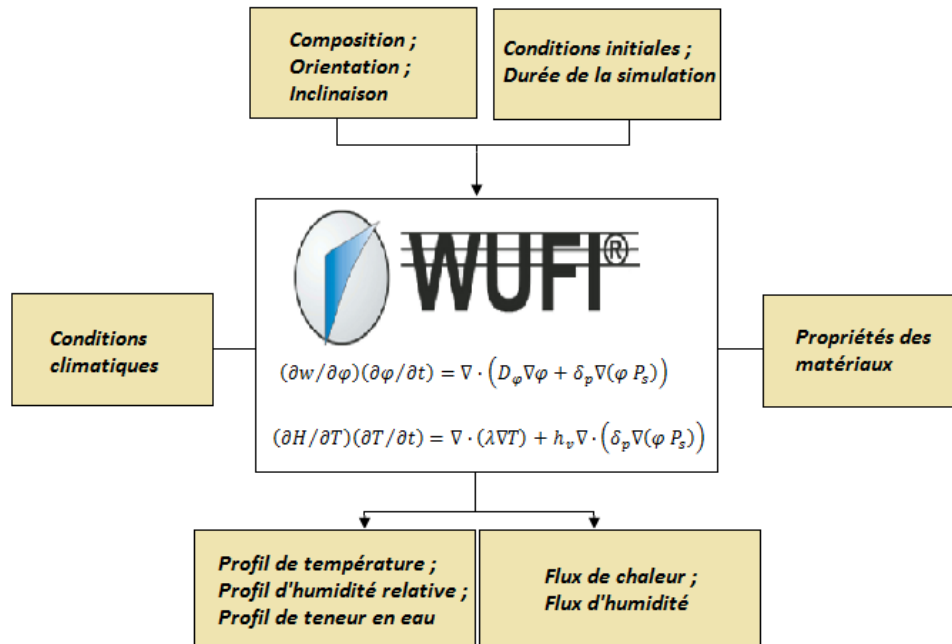 Composition ;
Orientation ;
Inclinaison
Conditions initiales ;
Durée de la simulation
WUFI®
Conditions
climatiques
(∂w/∂φ)(∂φ/∂t) = ∇ · (D_φ∇φ + δ_p∇(φ P_s))
(∂H/∂T)(∂T/∂t) = ∇ · (λ∇T) + h_v∇ · (δ_p∇(φ P_s))
Propriétés des
matériaux
Profil de température ;
Profil d'humidité relative ;
Profil de teneur en eau
Flux de chaleur ;
Flux d'humidité